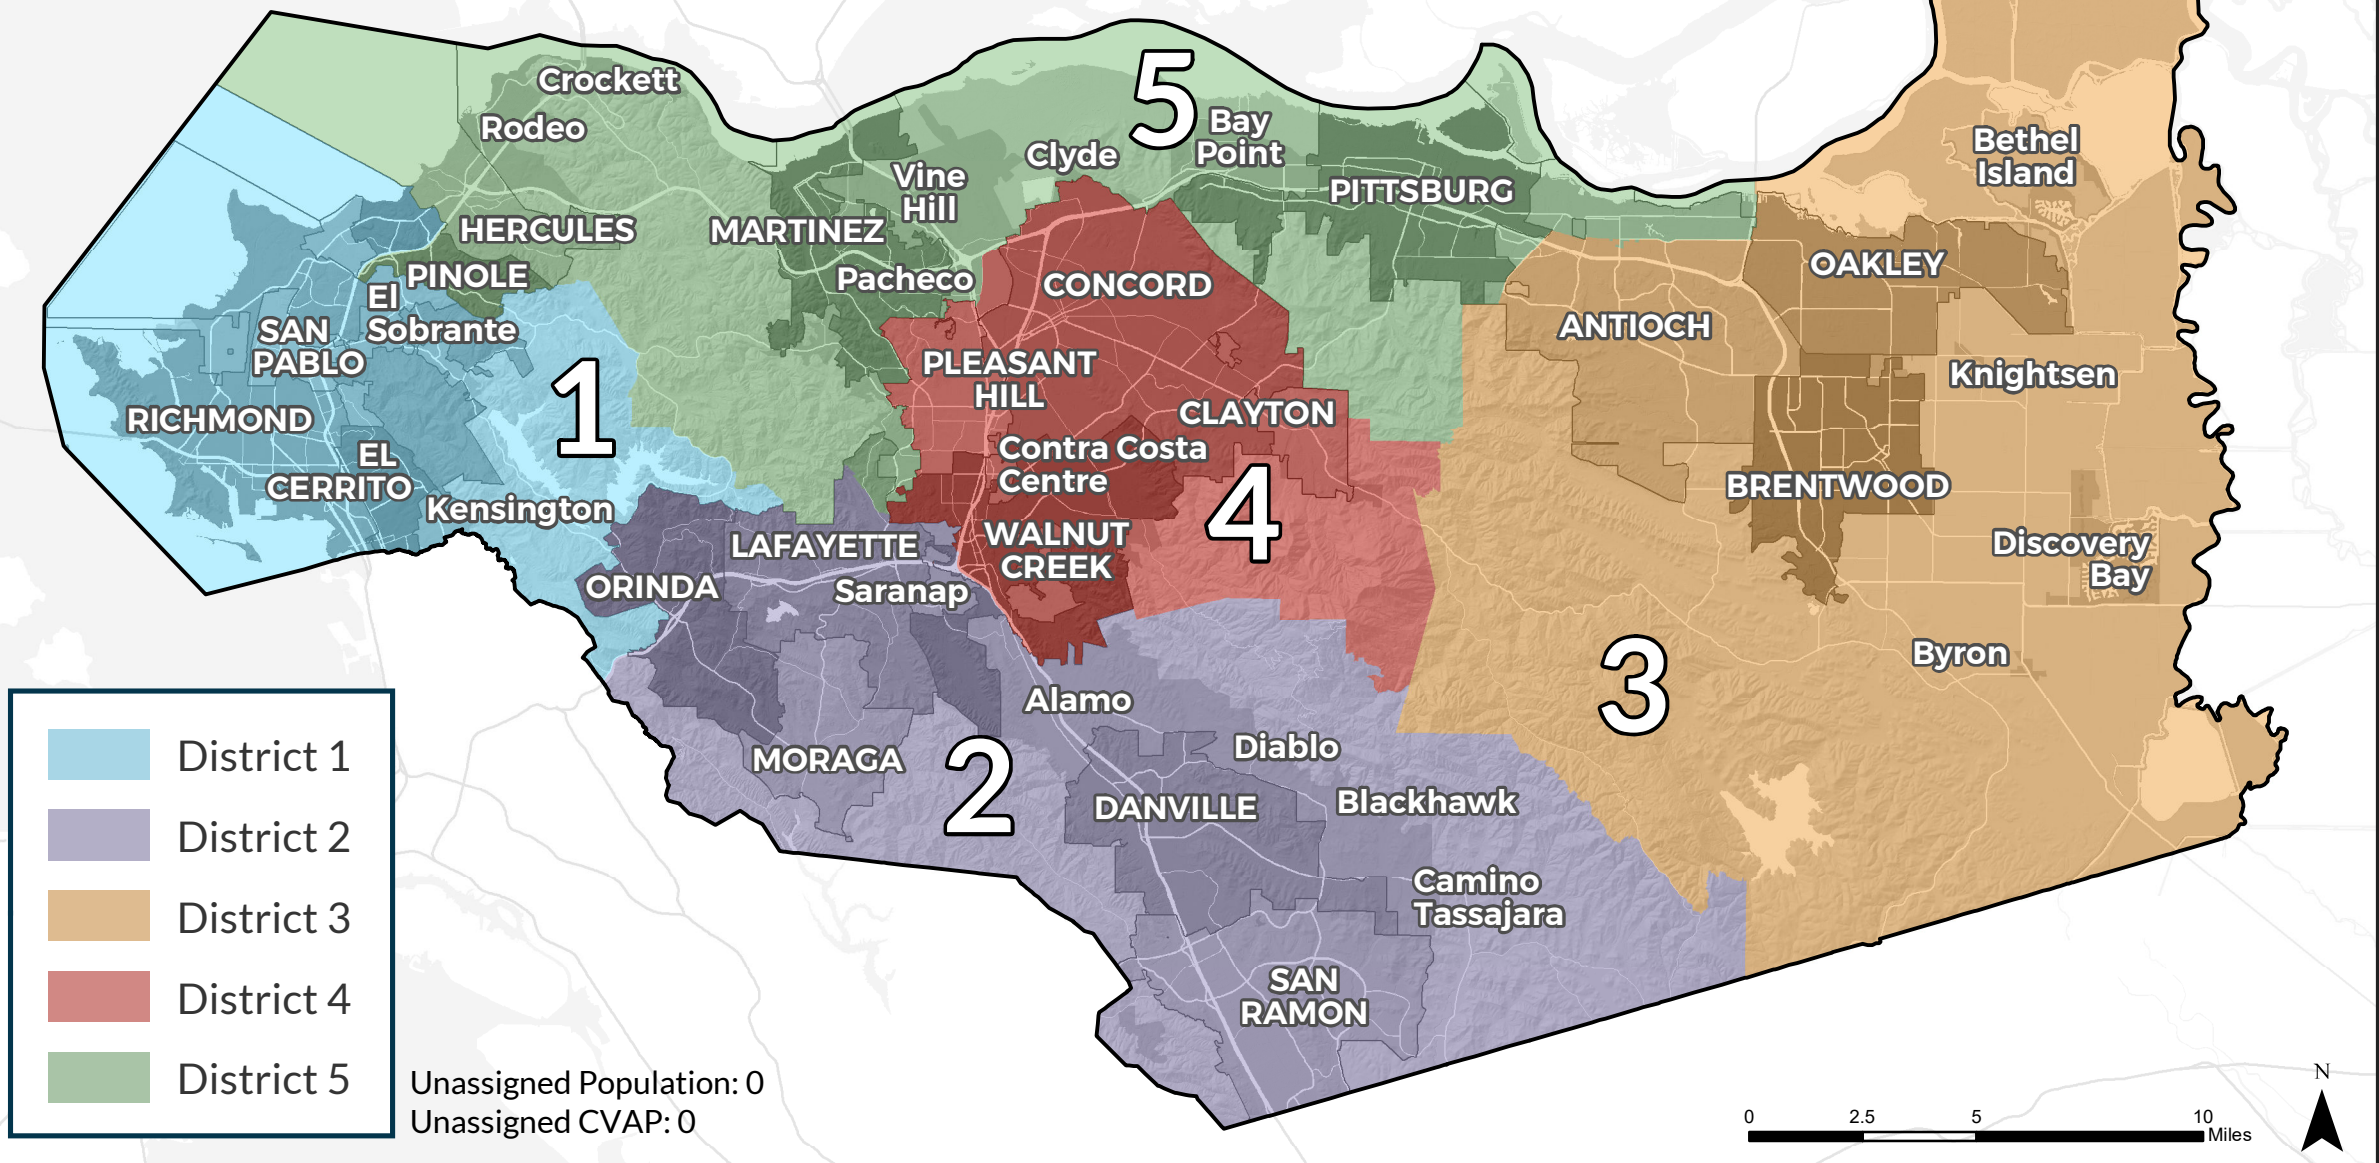 Crockett
Rodeo
5
Bay
Point
Clyde
Vine
Hill
PITTSBURG
Bethel
Island
HERCULES
MARTINEZ
PINOLE
Pacheco
CONCORD
OAKLEY
El
Sobrante
SAN
PABLO
ANTIOCH
PLEASANT
HILL
Knightsen
1
RICHMOND
CLAYTON
EL
CERRITO
Contra Costa
Centre
4
BRENTWOOD
Kensington
LAFAYETTE
WALNUT
CREEK
Discovery
Bay
ORINDA
Saranap
3
Byron
Alamo
MORAGA
2
Diablo
DANVILLE
Blackhawk
Camino
Tassajara
SAN
RAMON
District 1
District 2
District 3
District 4
District 5
Unassigned Population: 0
Unassigned CVAP: 0
N
0 2.5 5 10
Miles